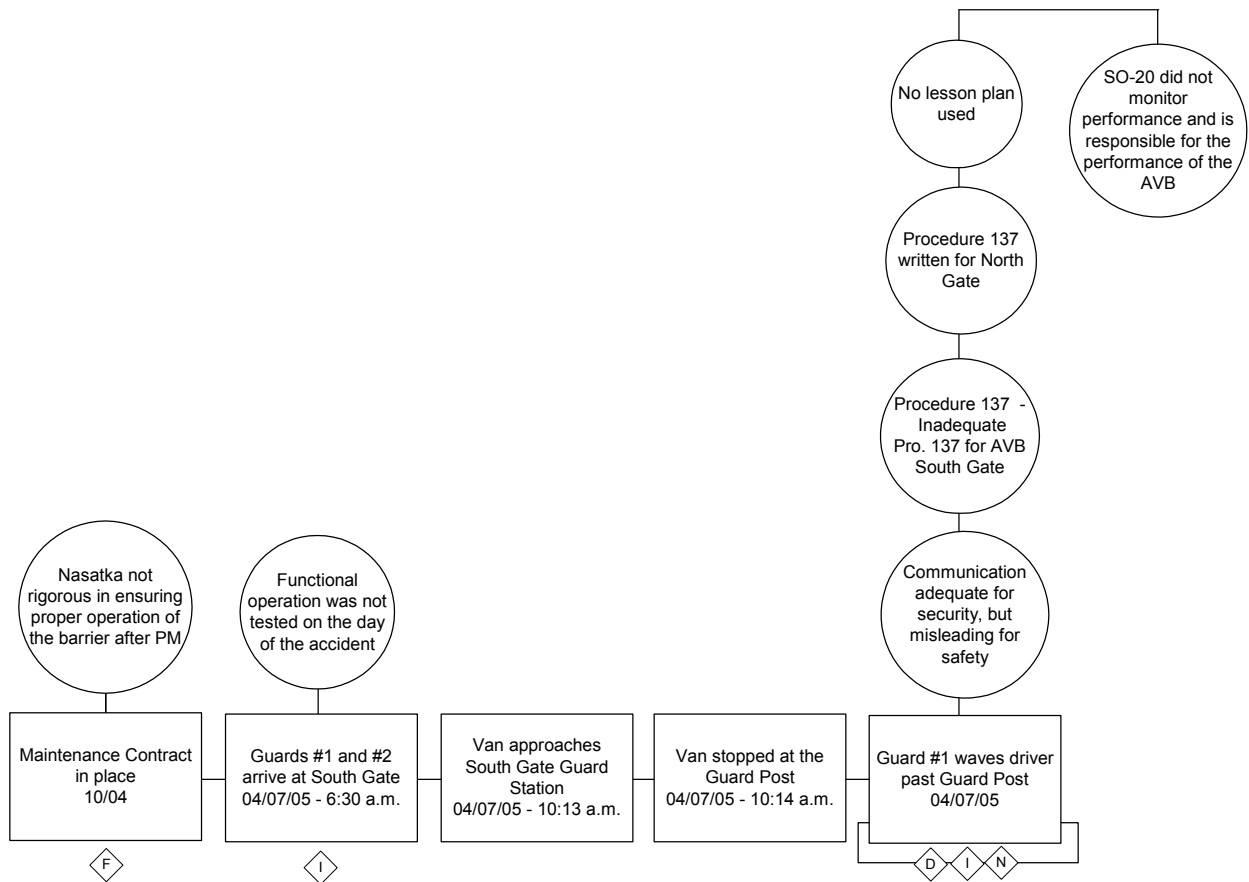 No lesson plan
used
SO-20 did not
monitor
performance and is
responsible for the
performance of the
AVB
Procedure 137
written for North
Gate
Procedure 137  -
Inadequate
Pro. 137 for AVB
South Gate
Nasatka not
rigorous in ensuring
proper operation of
the barrier after PM
Functional
operation was not
tested on the day
of the accident
Communication
adequate for
security, but
misleading for
safety
Maintenance Contract
in place
10/04
Guards #1 and #2
arrive at South Gate
04/07/05 - 6:30 a.m.
Van approaches
South Gate Guard
Station
04/07/05 - 10:13 a.m.
Van stopped at the
Guard Post
04/07/05 - 10:14 a.m.
Guard #1 waves driver
past Guard Post
04/07/05
F
I
D I N